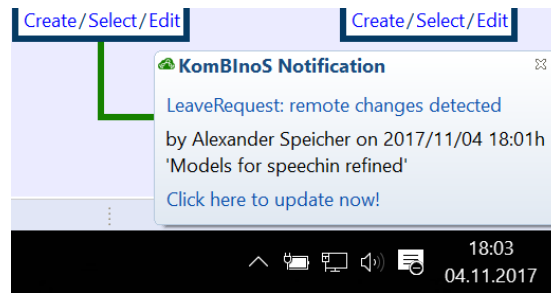 Create/Select/Edit
Create/Select/Edit
KomBInoS Notification
LeaveRequest: remote changes detected
by Alexander Speicher on 2017/11/04 18:01h
'Models for speechin refined'
Click here to update now!
18:03
04.11.2017